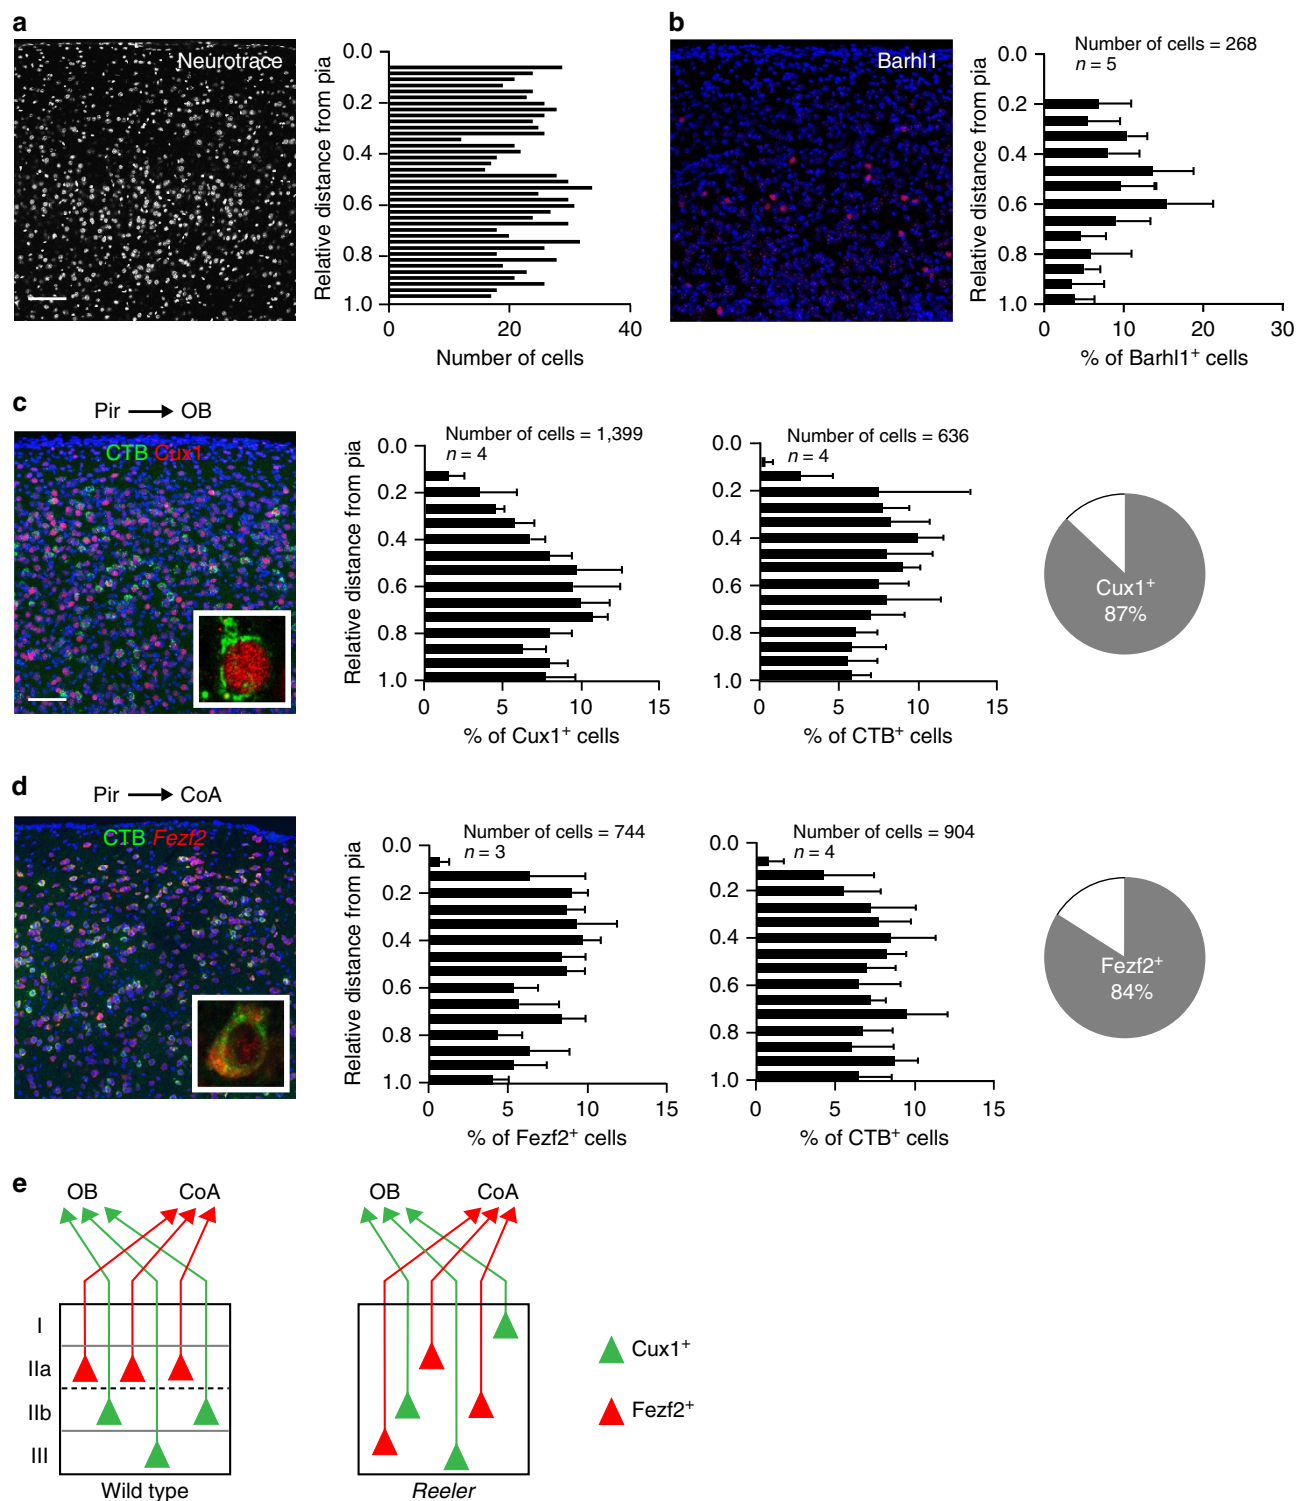 a
Neurotrace
Relative distance from pia
0.0
0.2
0.4
0.6
0.8
1.0
0 20 40
Number of cells
b
Barhl1
Number of cells = 268
n = 5
Relative distance from pia
0.0
0.2
0.4
0.6
0.8
1.0
0 10 20 30
% of Barhl1+ cells
c
Pir OB
CTB Cux1
Number of cells = 1,399
n = 4
Relative distance from pia
0.0
0.2
0.4
0.6
0.8
1.0
0 5 10 15
% of Cux1+ cells
Number of cells = 636
n = 4
0.0
0.2
0.4
0.6
0.8
1.0
0 5 10 15
% of CTB+ cells
Cux1+
87%
d
Pir CoA
CTB Fezf2
Number of cells = 744
n = 3
Relative distance from pia
0.0
0.2
0.4
0.6
0.8
1.0
0 5 10 15
% of Fezf2+ cells
Number of cells = 904
n = 4
0.0
0.2
0.4
0.6
0.8
1.0
0 5 10 15
% of CTB+ cells
Fezf2+
84%
e
OB CoA
I
IIa
IIb
III
Wild type
OB CoA
Reeler
Cux1+
Fezf2+